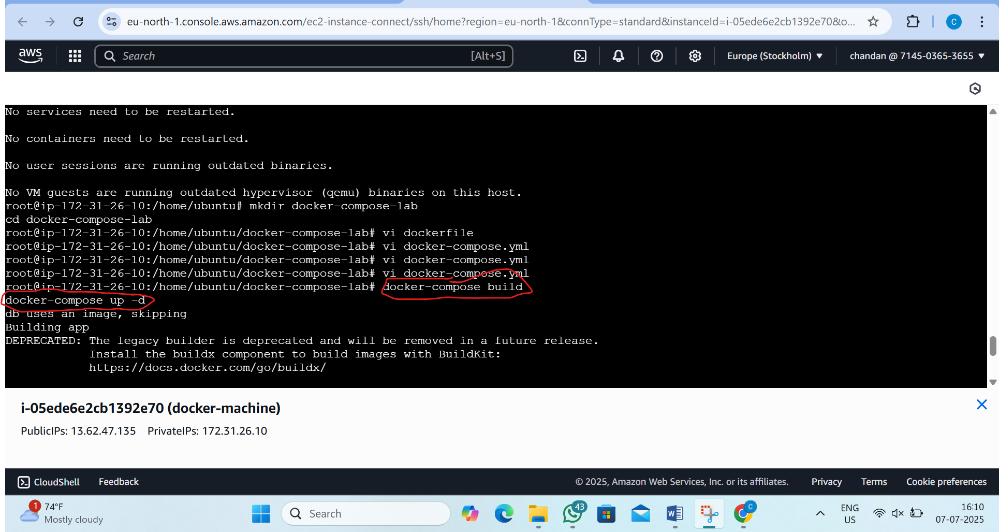 eu-north-1.console.aws.amazon.com/ec2-instance-connect/ssh/home?region=eu-north-1&connType=standard&instanceId=i-05ede6e2cb1392e70&o...
C
aws
Search
[Alt+S]
Europe (Stockholm)
chandan @ 7145-0365-3655
No services need to be restarted.
No containers need to be restarted.
No user sessions are running outdated binaries.
No VM guests are running outdated hypervisor (qemu) binaries on this host.
root@ip-172-31-26-10:/home/ubuntu# mkdir docker-compose-lab
cd docker-compose-lab
root@ip-172-31-26-10:/home/ubuntu/docker-compose-lab# vi dockerfile
root@ip-172-31-26-10:/home/ubuntu/docker-compose-lab# vi docker-compose.yml
root@ip-172-31-26-10:/home/ubuntu/docker-compose-lab# vi docker-compose.yml
root@ip-172-31-26-10:/home/ubuntu/docker-compose-lab# vi docker-compose.yml
root@ip-172-31-26-10:/home/ubuntu/docker-compose-lab# docker-compose build
docker-compose up -d
db uses an image, skipping
Building app
DEPRECATED: The legacy builder is deprecated and will be removed in a future release.
Install the buildx component to build images with BuildKit:
https://docs.docker.com/go/buildx/
i-05ede6e2cb1392e70 (docker-machine)
PublicIPs: 13.62.47.135 PrivateIPs: 172.31.26.10
CloudShell
Feedback
© 2025, Amazon Web Services, Inc. or its affiliates.
Privacy
Terms
Cookie preferences
1
74°F
Mostly cloudy
Search
43
W
C
ENG
US
16:10
07-07-2025